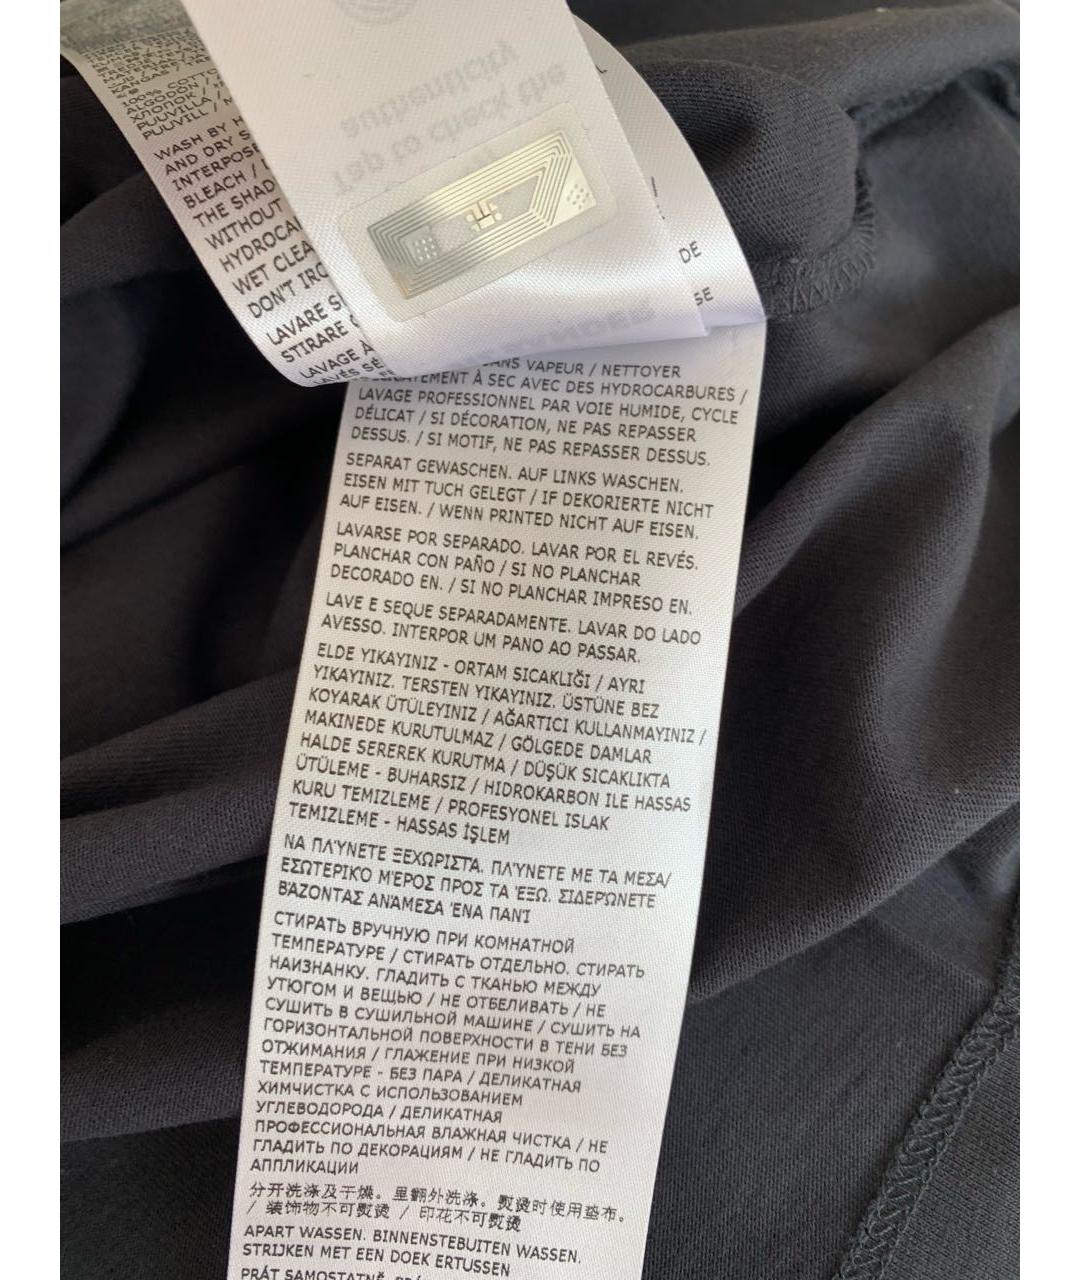 100% COTTO
ALGODON /
ХЛОПОК /
PUUVILLA /
PUUVILL /
WASH BY H
AND DRY S
INTERPOSE
BLEACH /
THE SHAD
WITHOUT
HYDROCA
WET CLEA
DON'T IRO
LAVARE S
STIRARE
LAVAGE À
LAVÉS SÉ
Tap to check the
authenticity
DE
SE
ANS VAPEUR / NETTOYER
À SEC AVEC DES HYDROCARBURES /
LAVAGE PROFESSIONNEL PAR VOIE HUMIDE, CYCLE
DÉLICAT / SI DÉCORATION, NE PAS REPASSER
DESSUS. / SI MOTIF, NE PAS REPASSER DESSUS.
SEPARAT GEWASCHEN. AUF LINKS WASCHEN.
EISEN MIT TUCH GELEGT / IF DEKORIERTE NICHT
AUF EISEN. / WENN PRINTED NICHT AUF EISEN.
LAVARSE POR SEPARADO. LAVAR POR EL REVÉS.
PLANCHAR CON PAÑO / SI NO PLANCHAR
DECORADO EN. / SI NO PLANCHAR IMPRESO EN.
LAVE E SEQUE SEPARADAMENTE. LAVAR DO LADO
AVESSO. INTERPOR UM PANO AO PASSAR.
ELDE YIKAYINIZ - ORTAM SICAKLIĞI / AYRI
YIKAYINIZ. TERSTEN YIKAYINIZ. ÜSTÜNE BEZ
KOYARAK ÜTÜLEYINIZ / AĞARTICI KULLANMAYINIZ /
MAKINEDE KURUTULMAZ / GÖLGEDE DAMLAR
HALDE SEREREK KURUTMA / DÜŞÜK SICAKLIKTA
ÜTÜLEME - BUHARSIZ / HIDROKARBON ILE HASSAS
KURU TEMIZLEME / PROFESYONEL ISLAK
TEMIZLEME - HASSAS İŞLEM
ΝΑ ΠΛΎΝΕΤΕ ΞΕΧΩΡΙΣΤΑ. ΠΛΎΝΕΤΕ ΜΕ ΤΑ ΜΕΣΑ/
ΕΣΩΤΕΡΙΚΌ ΜΈΡΟΣ ΠΡΟΣ ΤΑ ΈΞΩ. ΣΙΔΕΡΏΝΕΤΕ
ΒΆΖΟΝΤΑΣ ΑΝΆΜΕΣΑ ΈΝΑ ΠΑΝΊ
СТИРАТЬ ВРУЧНУЮ ПРИ КОМНАТНОЙ
ТЕМПЕРАТУРЕ / СТИРАТЬ ОТДЕЛЬНО. СТИРАТЬ
НАИЗНАНКУ. ГЛАДИТЬ С ТКАНЬЮ МЕЖДУ
УТЮГОМ И ВЕЩЬЮ / НЕ ОТБЕЛИВАТЬ / НЕ
СУШИТЬ В СУШИЛЬНОЙ МАШИНЕ / СУШИТЬ НА
ГОРИЗОНТАЛЬНОЙ ПОВЕРХНОСТИ В ТЕНИ БЕЗ
ОТЖИМАНИЯ / ГЛАЖЕНИЕ ПРИ НИЗКОЙ
ТЕМПЕРАТУРЕ - БЕЗ ПАРА / ДЕЛИКАТНАЯ
ХИМЧИСТКА С ИСПОЛЬЗОВАНИЕМ
УГЛЕВОДОРОДА / ДЕЛИКАТНАЯ
ПРОФЕССИОНАЛЬНАЯ ВЛАЖНАЯ ЧИСТКА / НЕ
ГЛАДИТЬ ПО ДЕКОРАЦИЯМ / НЕ ГЛАДИТЬ ПО
АППЛИКАЦИИ
分开洗涤及干燥。里翻外洗涤。熨烫时使用垫布。
/ 装饰物不可熨烫 / 印花不可熨烫
APART WASSEN. BINNENSTEBUITEN WASSEN.
STRIJKEN MET EEN DOEK ERTUSSEN
PRÁT SAMOSTATNĚ.